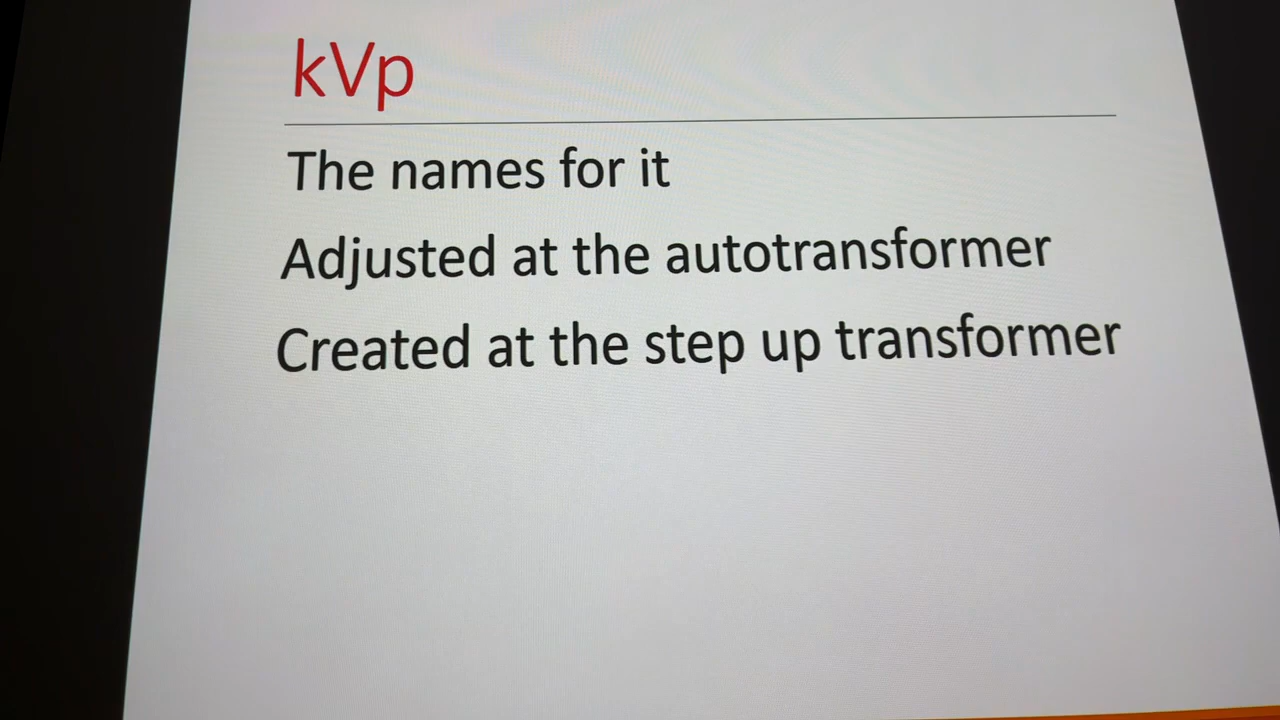 kVp
The names for it
Adjusted at the autotransformer
Created at the step up transformer